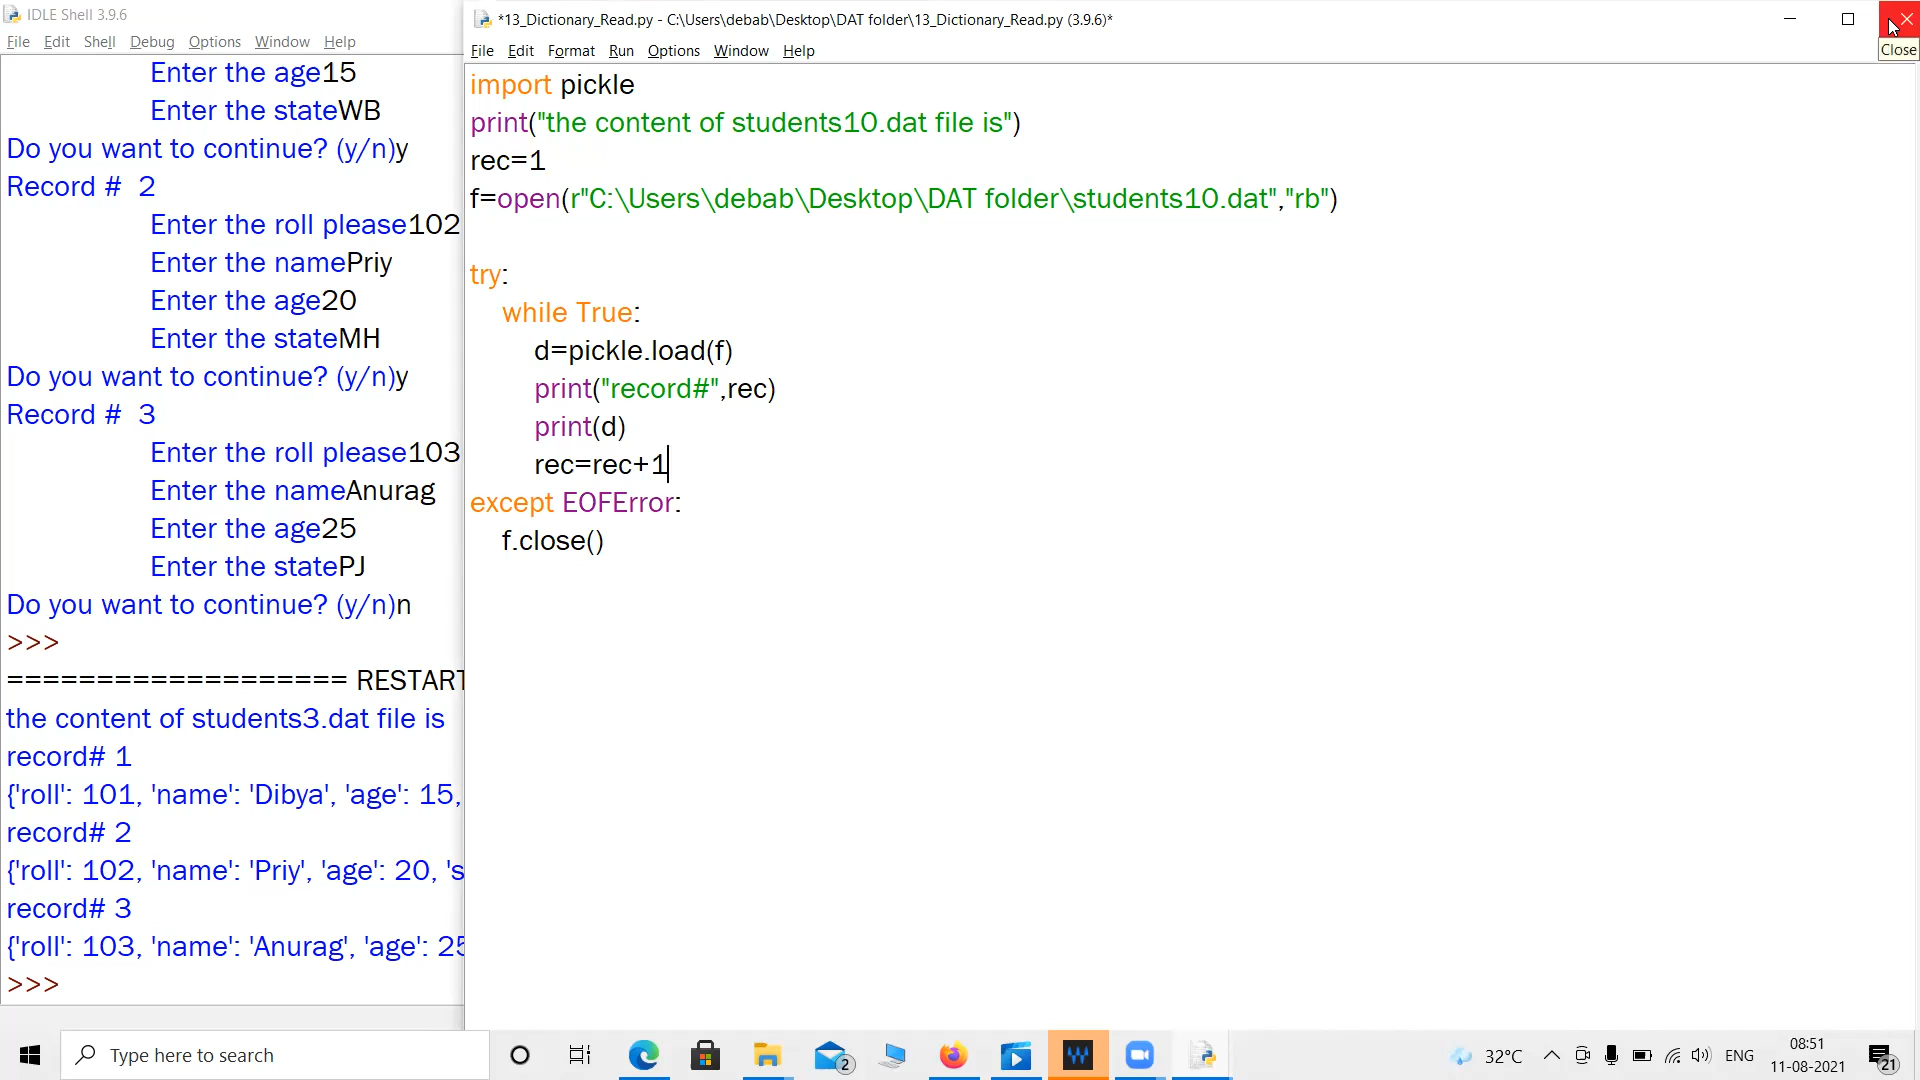 IDLE Shell 3.9.6
File Edit Shell Debug Options Window Help
Enter the age15
Enter the stateWB
Do you want to continue? (y/n)y
Record #  2
Enter the roll please102
Enter the namePriy
Enter the age20
Enter the stateMH
Do you want to continue? (y/n)y
Record #  3
Enter the roll please103
Enter the nameAnurag
Enter the age25
Enter the statePJ
Do you want to continue? (y/n)n
>>>
=================== RESTART
the content of students3.dat file is
record# 1
{'roll': 101, 'name': 'Dibya', 'age': 15,
record# 2
{'roll': 102, 'name': 'Priy', 'age': 20, 's
record# 3
{'roll': 103, 'name': 'Anurag', 'age': 25
>>>
*13_Dictionary_Read.py - C:\Users\debab\Desktop\DAT folder\13_Dictionary_Read.py (3.9.6)*
File Edit Format Run Options Window Help
Close
import pickle
print("the content of students10.dat file is")
rec=1
f=open(r"C:\Users\debab\Desktop\DAT folder\students10.dat","rb")
try:
    while True:
        d=pickle.load(f)
        print("record#",rec)
        print(d)
        rec=rec+1
except EOFError:
    f.close()
Type here to search
2
32°C
ENG
08:51
11-08-2021
21